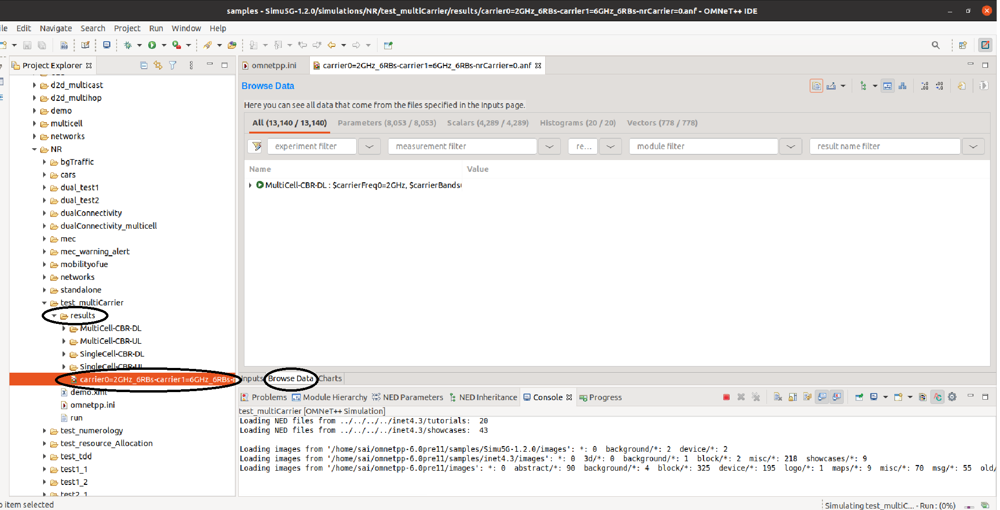 samples - Simu5G-1.2.0/simulations/NR/test_multiCarrier/results/carrier0=2GHz_6RBs-carrier1=6GHz_6RBs-nrCarrier=0.anf - OMNeT++ IDE
ile Edit Navigate Search Project Run Window Help
Project Explorer
d2d_multicast
d2d_multihop
demo
multicell
networks
NR
bgTraffic
cars
dual_test1
dual_test2
dualConnectivity
dualConnectivity_multicell
mec
mec_warning_alert
mobilityofue
networks
standalone
test_multiCarrier
results
MultiCell-CBR-DL
MultiCell-CBR-UL
SingleCell-CBR-DL
SingleCell-CBR-UL
carrier0=2GHz_6RBs-carrier1=6GHz_6RBs-n
demo.xml
omnetpp.ini
run
test_numerology
test_resource_Allocation
test_tdd
test1_1
test1_2
test2_1
omnetpp.ini
carrier0=2GHz_6RBs-carrier1=6GHz_6RBs-nrCarrier=0.anf
Browse Data
Here you can see all data that come from the files specified in the Inputs page.
All (13,140 / 13,140) Parameters (8,053 / 8,053) Scalars (4,289 / 4,289) Histograms (20 / 20) Vectors (778 / 778)
experiment filter measurement filter re... module filter result name filter
Name Value
MultiCell-CBR-DL : $carrierFreq0=2GHz, $carrierBands
Inputs Browse Data Charts
Problems Module Hierarchy NED Parameters NED Inheritance Console Progress
test_multiCarrier [OMNeT++ Simulation]
Loading NED files from ../../../../inet4.3/tutorials: 20
Loading NED files from ../../../../inet4.3/showcases: 43
Loading images from '/home/sai/omnetpp-6.0pre11/samples/Simu5G-1.2.0/images': *: 0 background/*: 2 device/*: 2
Loading images from '/home/sai/omnetpp-6.0pre11/samples/inet4.3/images': *: 0 3d/*: 0 background/*: 1 block/*: 2 misc/*: 218 showcases/*: 9
Loading images from '/home/sai/omnetpp-6.0pre11/images': *: 0 abstract/*: 90 background/*: 4 block/*: 325 device/*: 195 logo/*: 1 maps/*: 9 misc/*: 70 msg/*: 55 old/
o item selected
Simulating test_multiC... - Run : (0%)